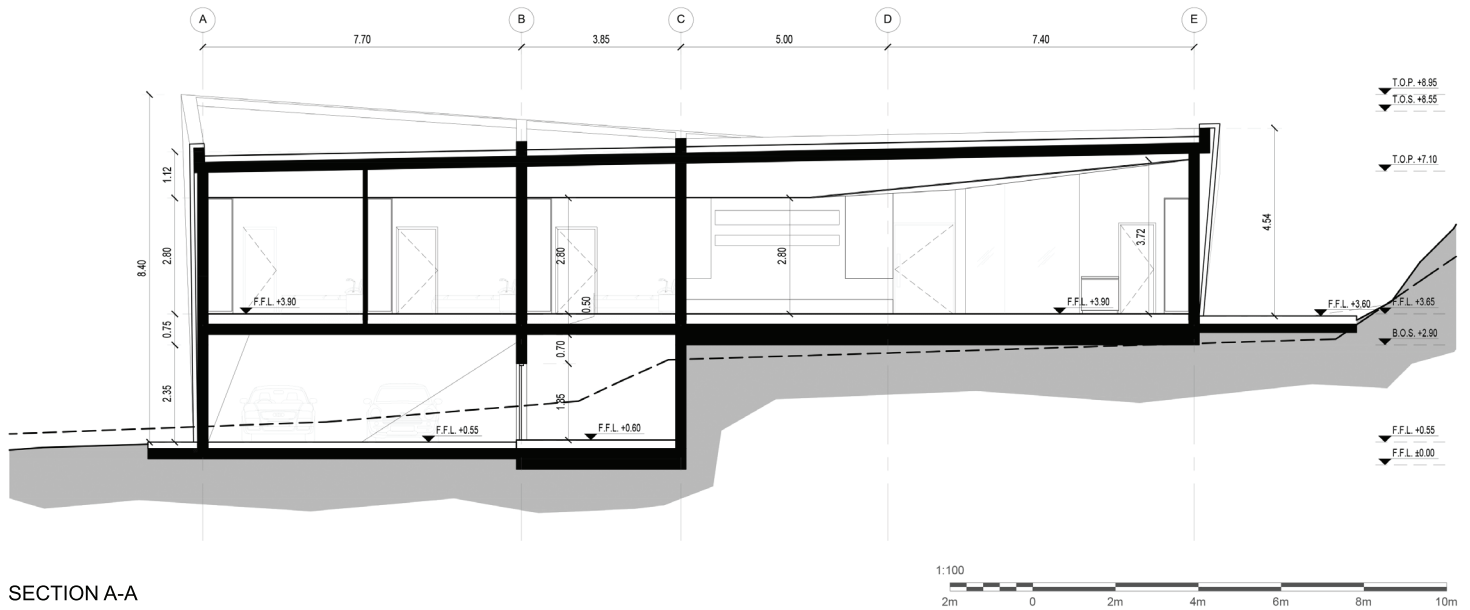 A B C D E
7.70 3.85 5.00 7.40
T.O.P. +8.95
T.O.S. +8.55
T.O.P. +7.10
1.12
2.80
0.75
2.35
8.40
2.80
0.50
0.70
1.85
2.80
3.72
4.54
F.F.L. +3.90
F.F.L. +3.90
F.F.L. +3.60
F.F.L. +3.65
B.O.S. +2.90
F.F.L. +0.55
F.F.L. +0.60
F.F.L. +0.55
F.F.L. ±0.00
SECTION A-A
1:100
2m 0 2m 4m 6m 8m 10m